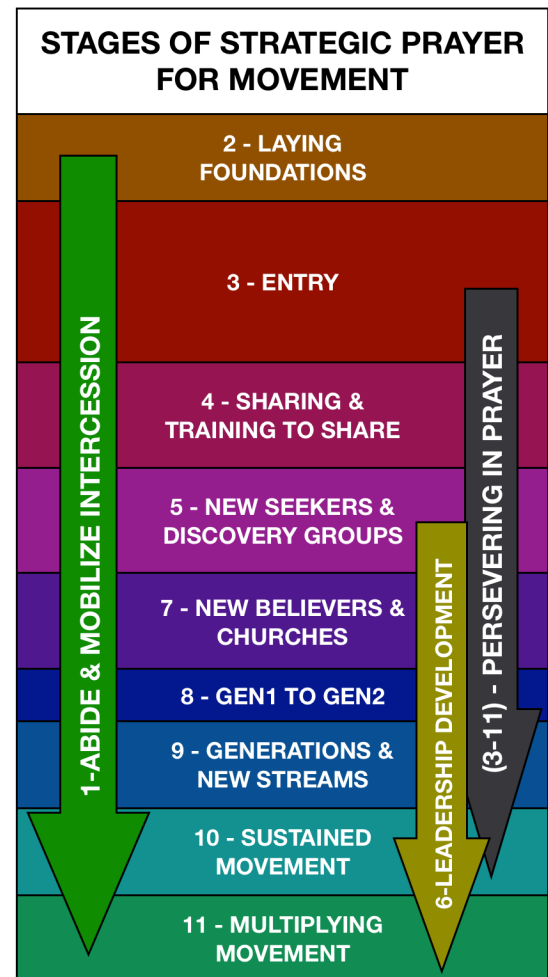 STAGES OF STRATEGIC PRAYER
FOR MOVEMENT
2 - LAYING
FOUNDATIONS
3 - ENTRY
4 - SHARING &
TRAINING TO SHARE
5 - NEW SEEKERS &
DISCOVERY GROUPS
7 - NEW BELIEVERS &
CHURCHES
8 - GEN1 TO GEN2
9 - GENERATIONS &
NEW STREAMS
10 - SUSTAINED
MOVEMENT
11 - MULTIPLYING
MOVEMENT
1-ABIDE & MOBILIZE INTERCESSION
6-LEADERSHIP DEVELOPMENT
(3-11) - PERSEVERING IN PRAYER